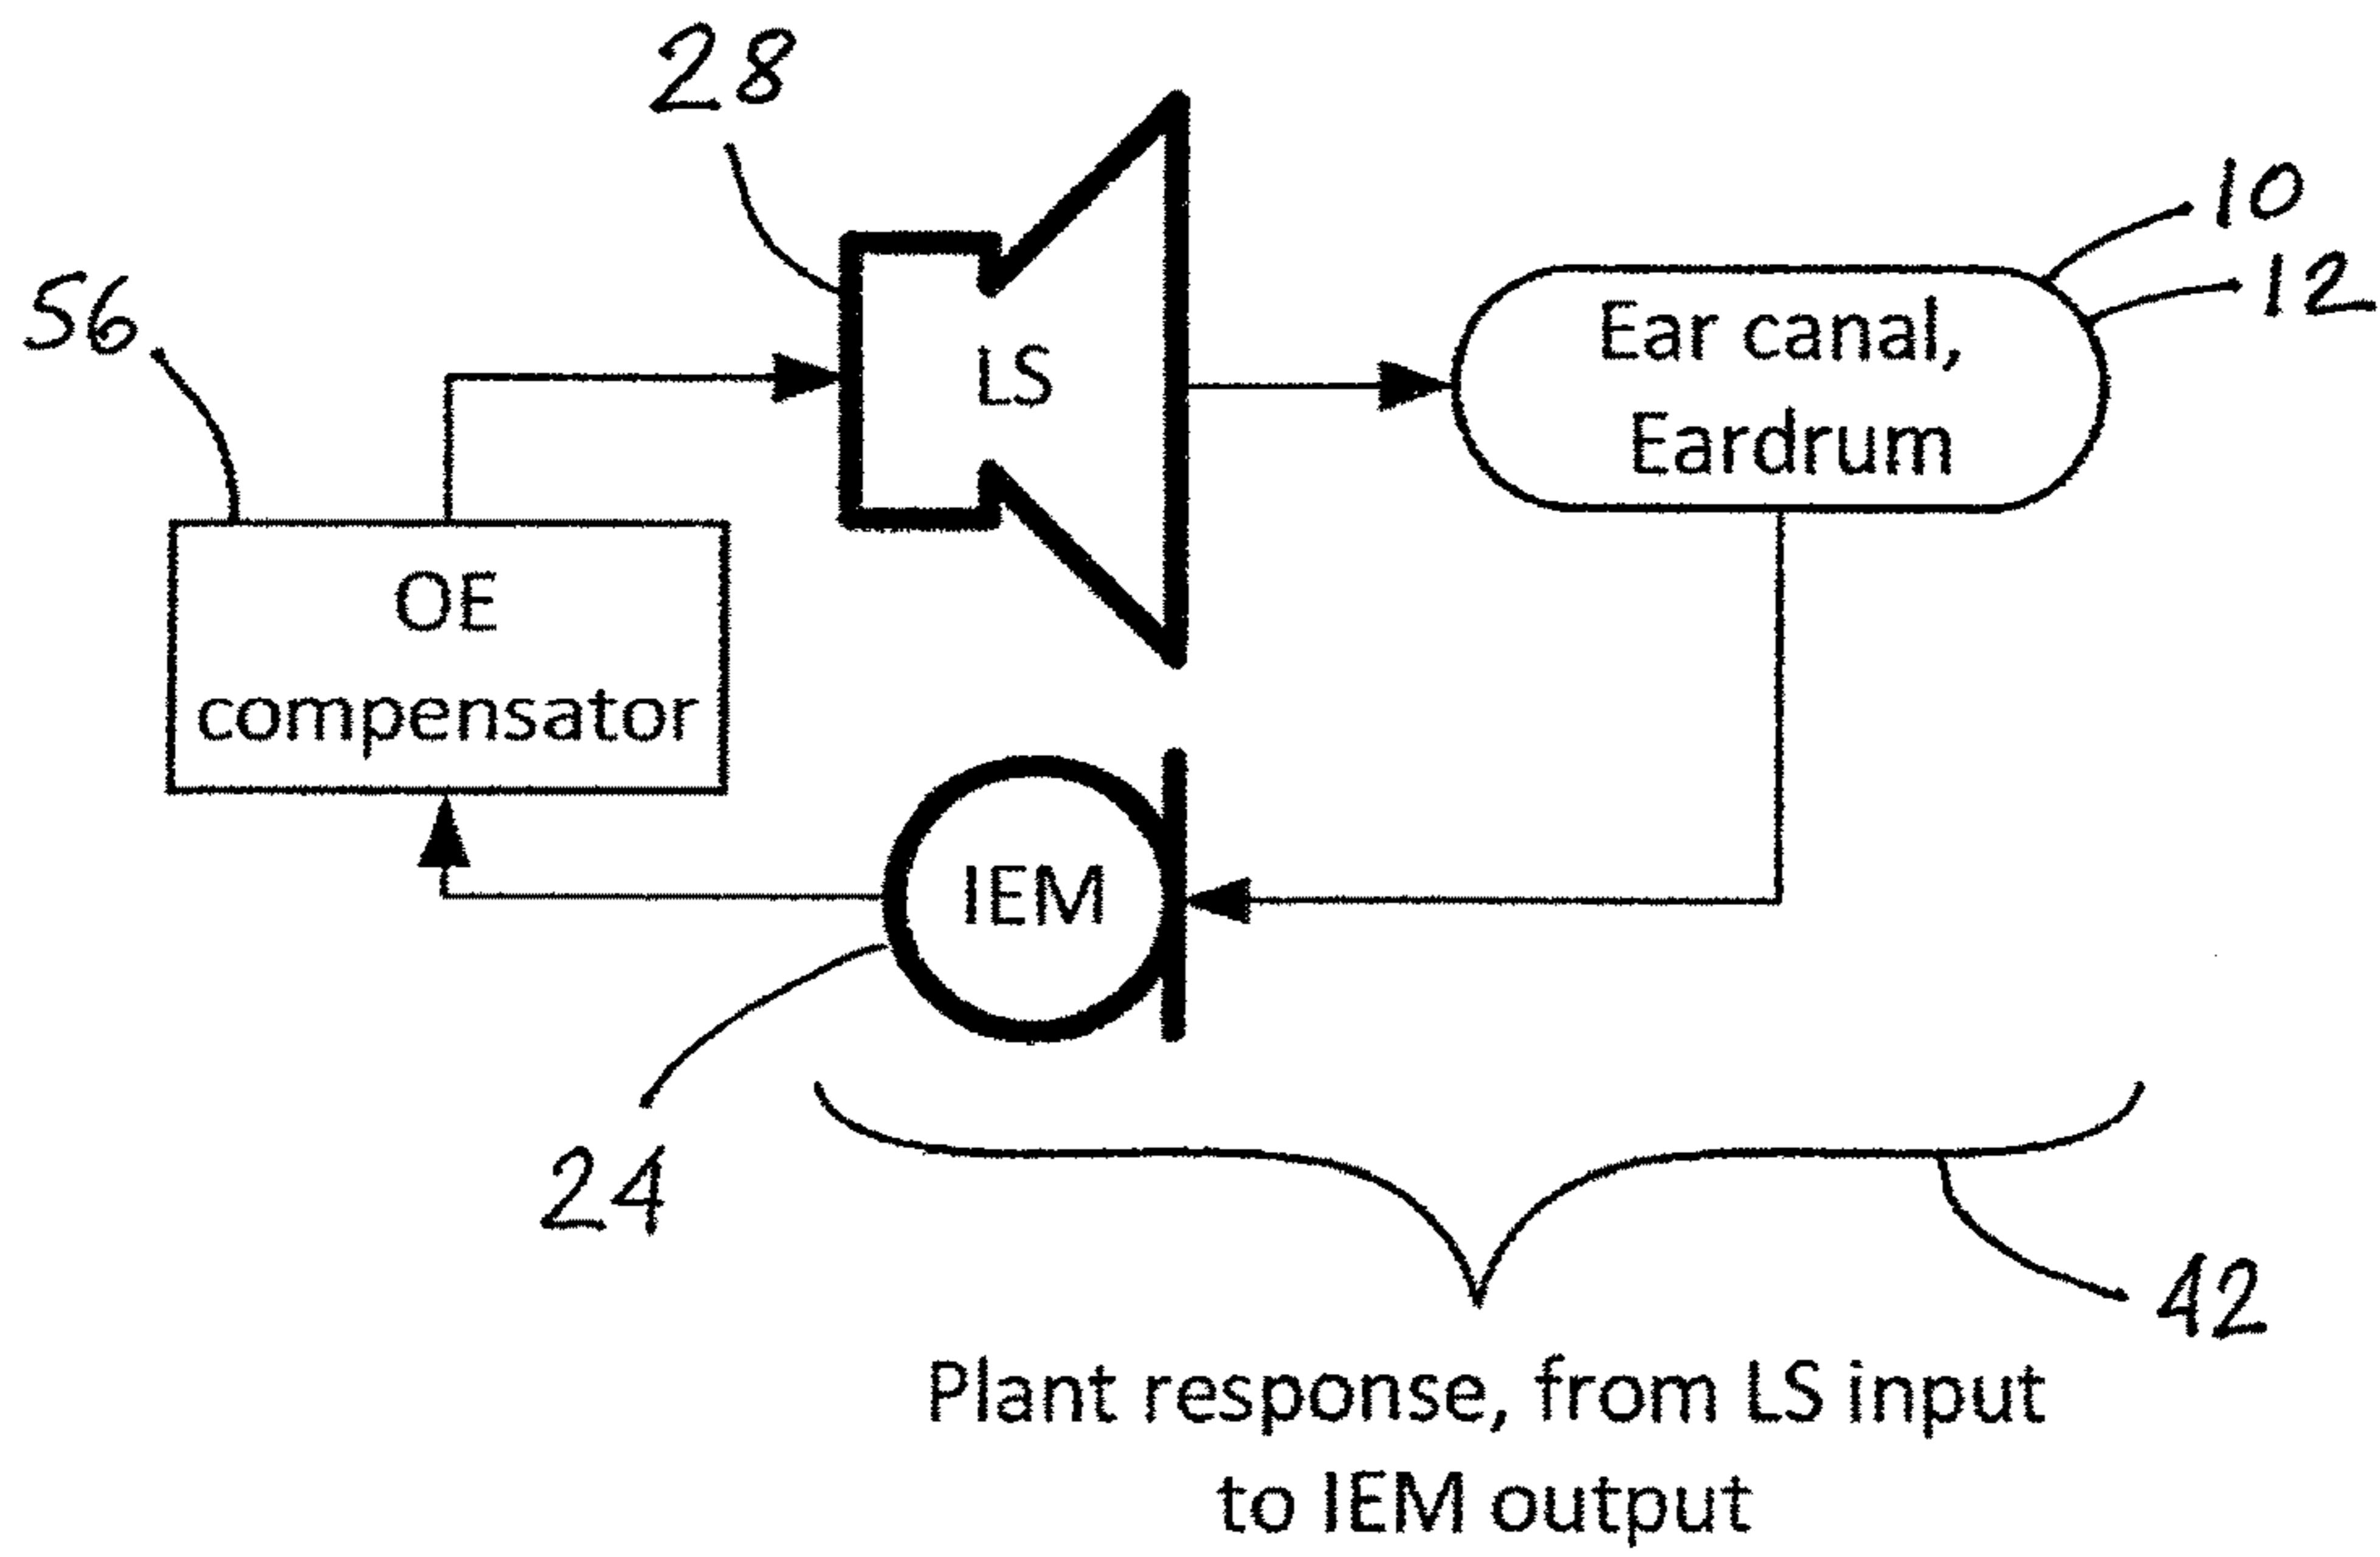 28
10
12
56
LS
Ear canal,
Eardrum
OE
compensator
IEM
24
42
Plant response, from LS input
to IEM output